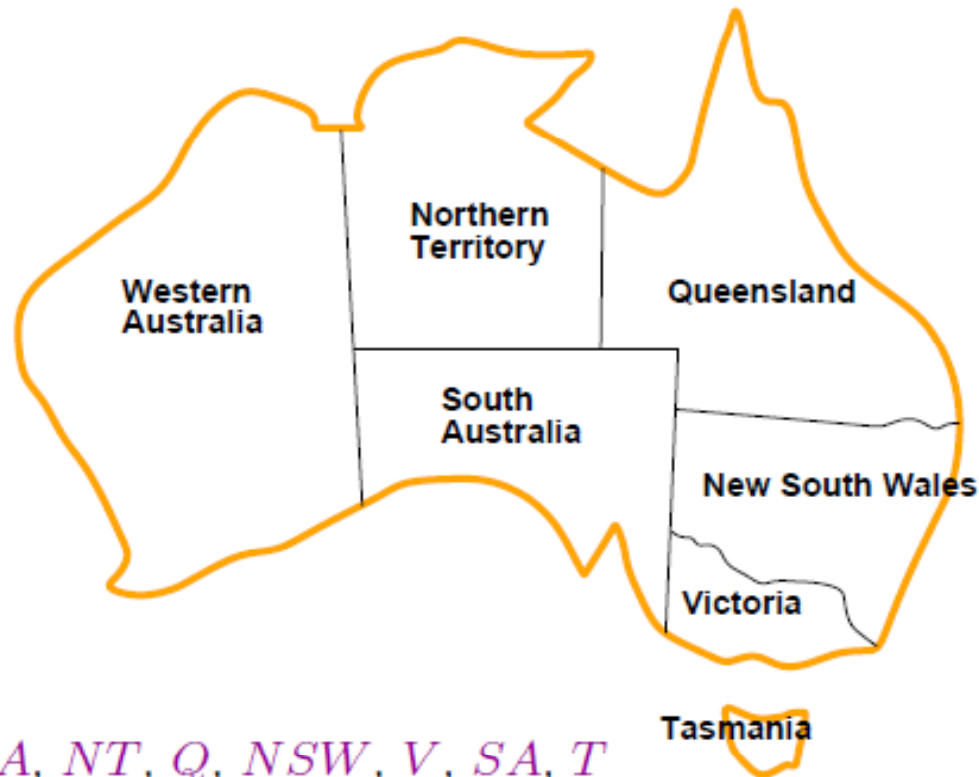 Northern
Territory
Western
Australia
Queensland
South
Australia
New South Wales
Victoria
Tasmania
A, NT, Q, NSW, V, SA, T